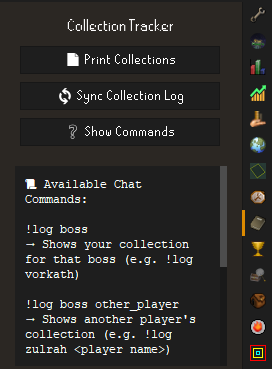 Collection Tracker
Print Collections
Sync Collection Log
Show Commands
Available Chat
Commands:
!log boss
→ Shows your collection
for that boss (e.g. !log
vorkath)
!log boss other_player
→ Shows another player's
collection (e.g. !log
zulrah <player name>)